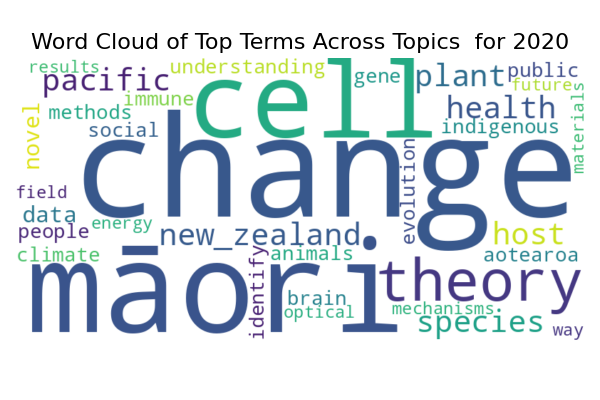 Word Cloud of Top Terms Across Topics  for 2020
results
understanding
pacific
cell
gene
plant
public
future
immune
novel
methods
social
health
indigenous
materials
change
evolution
field
data
people
energy
climate
new_zealand
host
māori
identify
animals
aotearoa
theory
brain
optical
mechanisms
species
way